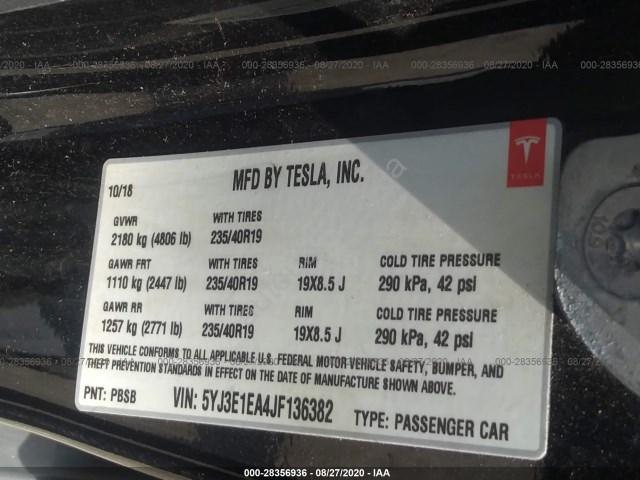 000-28356936 - 08/27/2020 - IAA
10/18 MFD BY TESLA, INC. TESLA
GVWR WITH TIRES
2180 kg (4806 lb) 235/40R19
GAWR FRT WITH TIRES RIM COLD TIRE PRESSURE
1110 kg (2447 lb) 235/40R19 19X8.5 J 290 kPa, 42 psi
GAWR RR WITH TIRES RIM COLD TIRE PRESSURE
1257 kg (2771 lb) 235/40R19 19X8.5 J 290 kPa, 42 psi
THIS VEHICLE CONFORMS TO ALL APPLICABLE U.S. FEDERAL MOTOR VEHICLE SAFETY, BUMPER, AND
THEFT PREVENTION STANDARDS IN EFFECT ON THE DATE OF MANUFACTURE SHOWN ABOVE.
PNT: PBSB VIN: 5YJ3E1EA4JF136382 TYPE: PASSENGER CAR
000-28356936 - 08/27/2020 - IAA